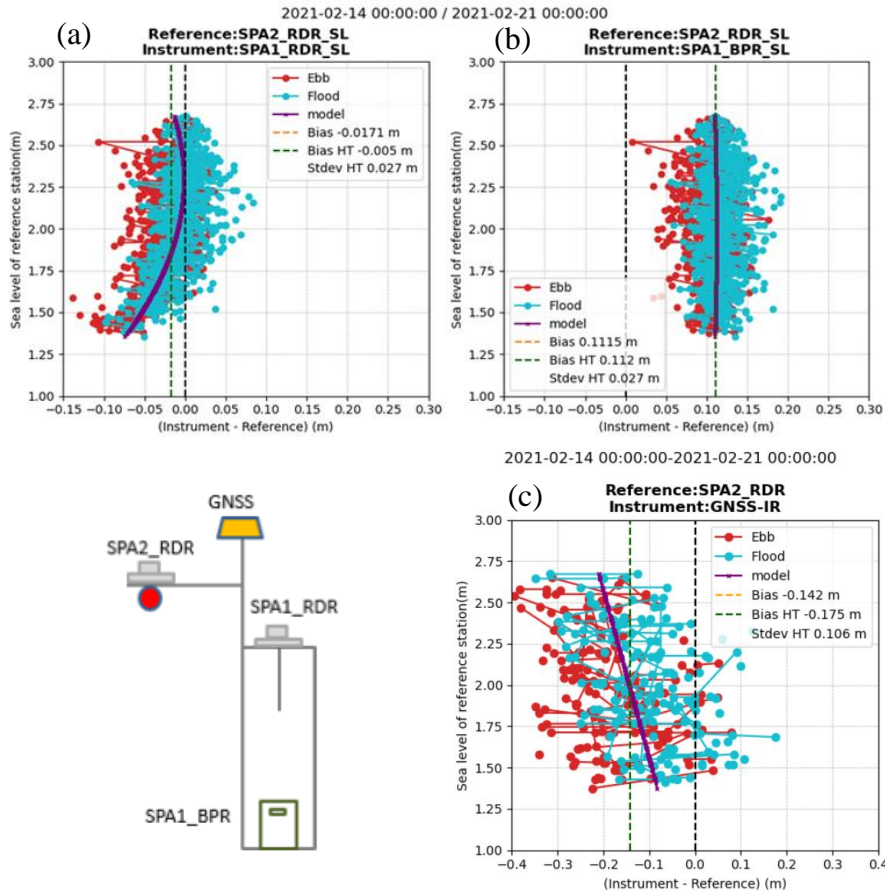 2021-02-14 00:00:00 / 2021-02-21 00:00:00
(a)
Reference:SPA2_RDR_SL
Instrument:SPA1_RDR_SL
Sea level of reference station(m)
3.00
2.75
2.50
2.25
2.00
1.75
1.50
1.25
1.00
Ebb
Flood
model
Bias -0.0171 m
Bias HT -0.005 m
Stdev HT 0.027 m
−0.15 −0.10 −0.05 0.00 0.05 0.10 0.15 0.20 0.25 0.30
(Instrument - Reference) (m)
(b)
Reference:SPA2_RDR_SL
Instrument:SPA1_BPR_SL
Sea level of reference station(m)
3.00
2.75
2.50
2.25
2.00
1.75
1.50
1.25
1.00
Ebb
Flood
model
Bias 0.1115 m
Bias HT 0.112 m
Stdev HT 0.027 m
−0.10 −0.05 0.00 0.05 0.10 0.15 0.20 0.25 0.30
(Instrument - Reference) (m)
GNSS
SPA2_RDR
SPA1_RDR
SPA1_BPR
2021-02-14 00:00:00-2021-02-21 00:00:00
(c)
Reference:SPA2_RDR
Instrument:GNSS-IR
Sea level of reference station(m)
3.00
2.75
2.50
2.25
2.00
1.75
1.50
1.25
1.00
Ebb
Flood
model
Bias -0.142 m
Bias HT -0.175 m
Stdev HT 0.106 m
−0.4 −0.3 −0.2 −0.1 0.0 0.1 0.2 0.3 0.4
(Instrument - Reference) (m)